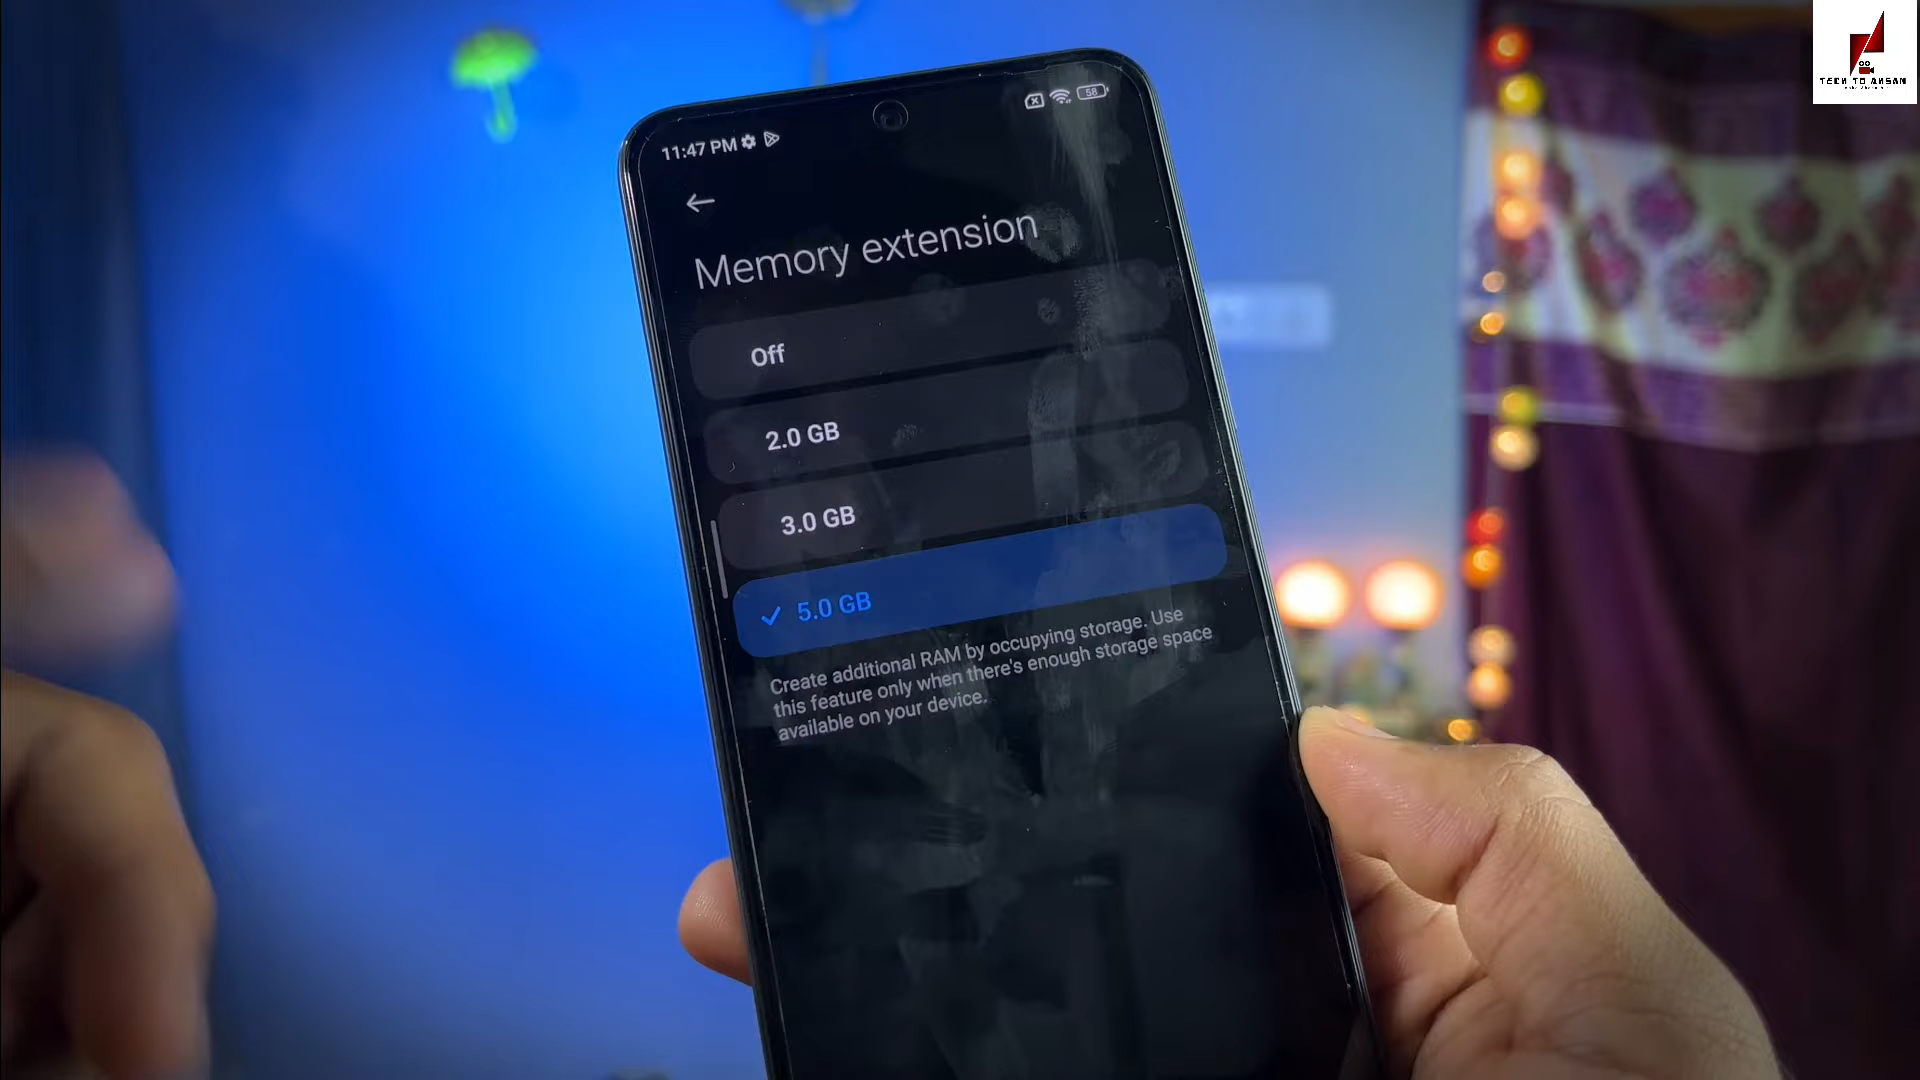 TECH TO AHSAN
11:47 PM
58
Memory extension
Off
2.0 GB
3.0 GB
5.0 GB
Create additional RAM by occupying storage. Use
this feature only when there's enough storage space
available on your device.